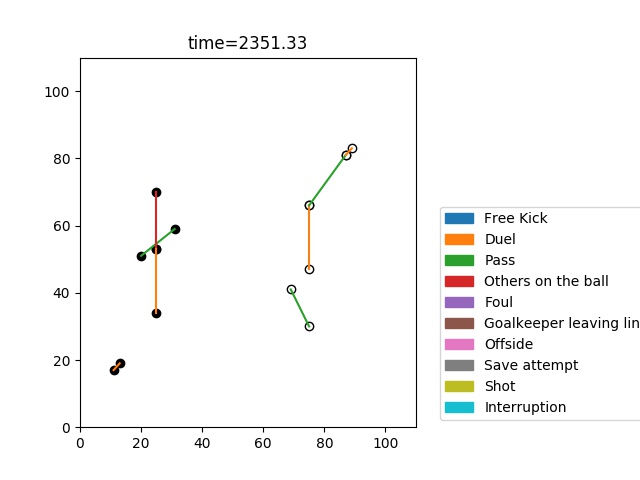 time=2351.33
100
80
60
40
20
0
0 20 40 60 80 100
Free Kick
Duel
Pass
Others on the ball
Foul
Goalkeeper leaving lin
Offside
Save attempt
Shot
Interruption